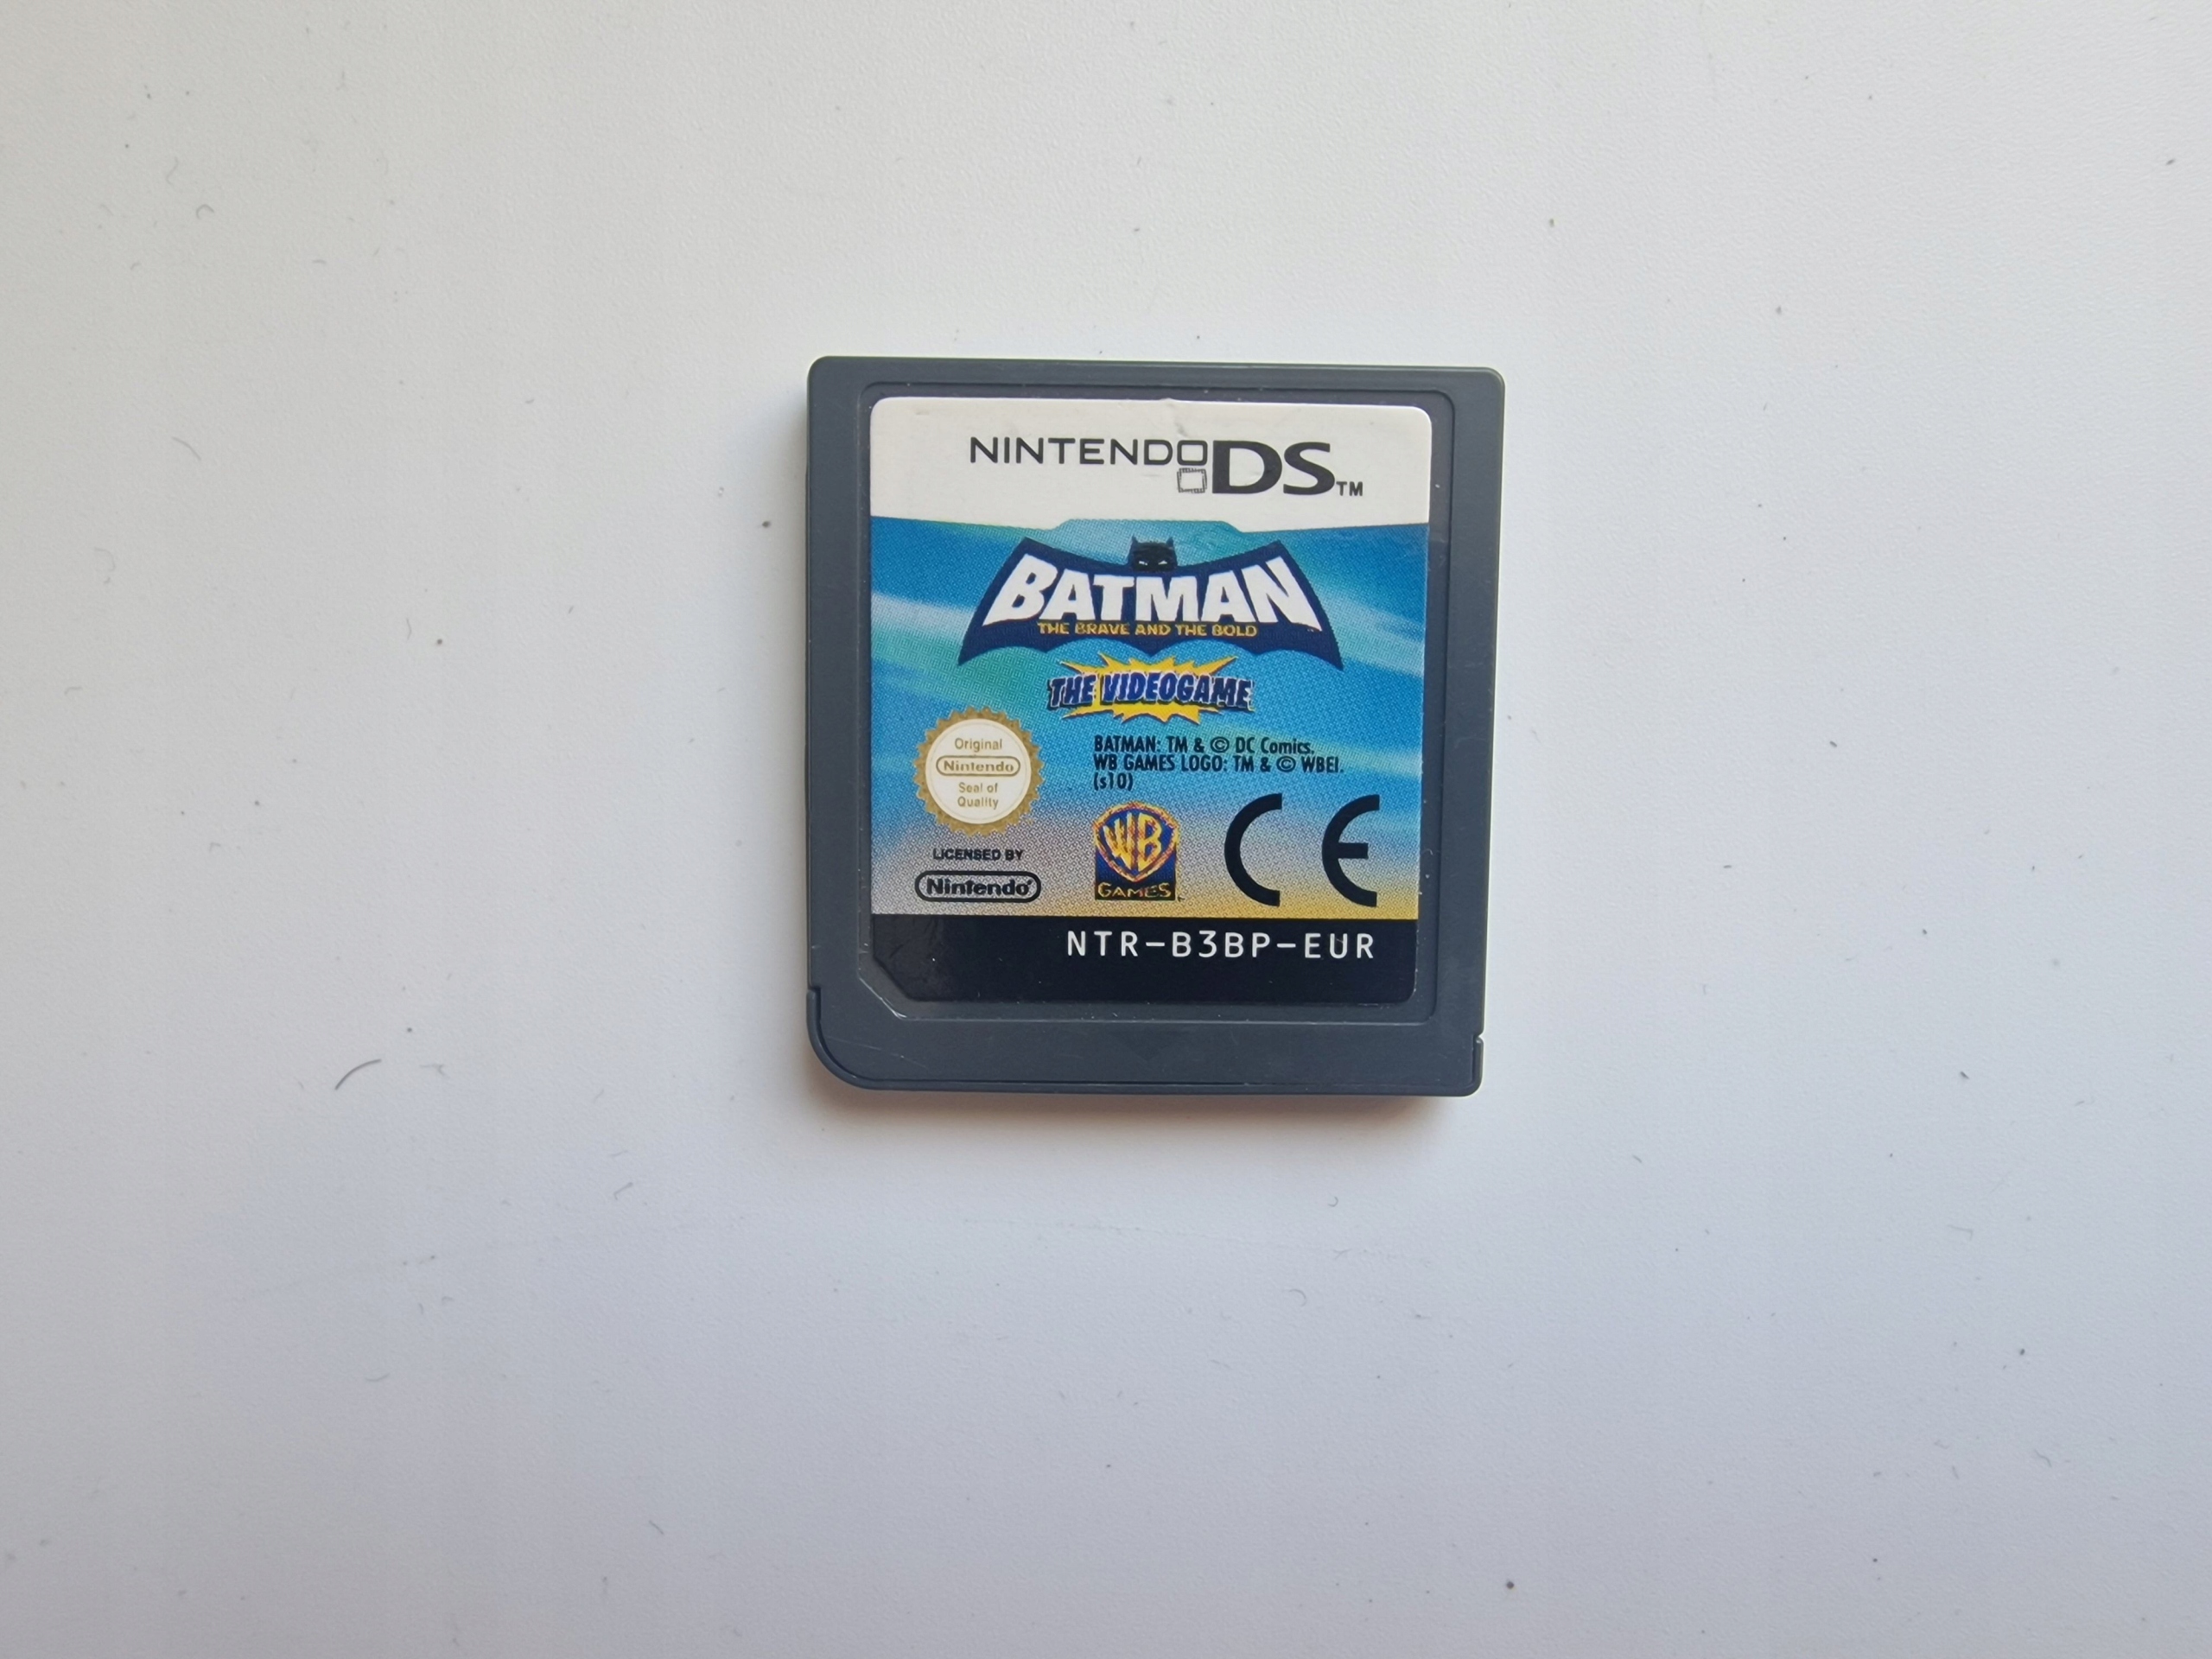 NINTENDO DS™
BATMAN™
THE BRAVE AND THE BOLD
THE VIDEOGAME
Original
Nintendo
Seal of
Quality
BATMAN: TM & © DC Comics.
WB GAMES LOGO: TM & © WBEI.
(s10)
LICENSED BY
Nintendo®
WB
GAMES
CE
NTR-B3BP-EUR